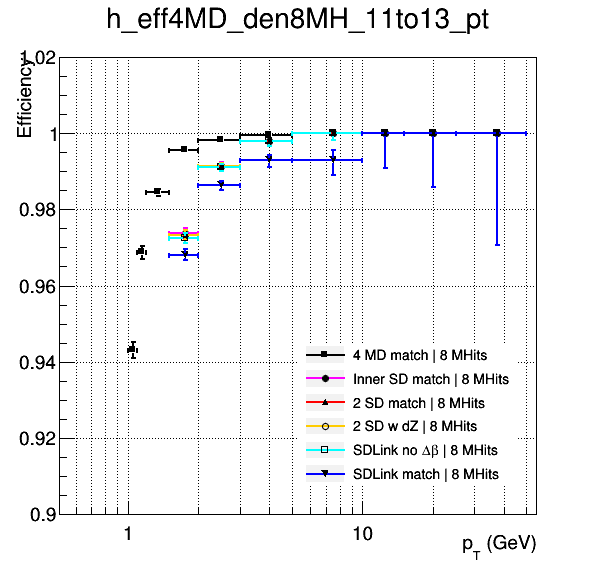 h_eff4MD_den8MH_11to13_pt
Efficiency
1.02
1
0.98
0.96
0.94
0.92
0.9
4 MD match | 8 MHits
Inner SD match | 8 MHits
2 SD match | 8 MHits
2 SD w dZ | 8 MHits
SDLink no Δβ | 8 MHits
SDLink match | 8 MHits
1
10
p_T (GeV)